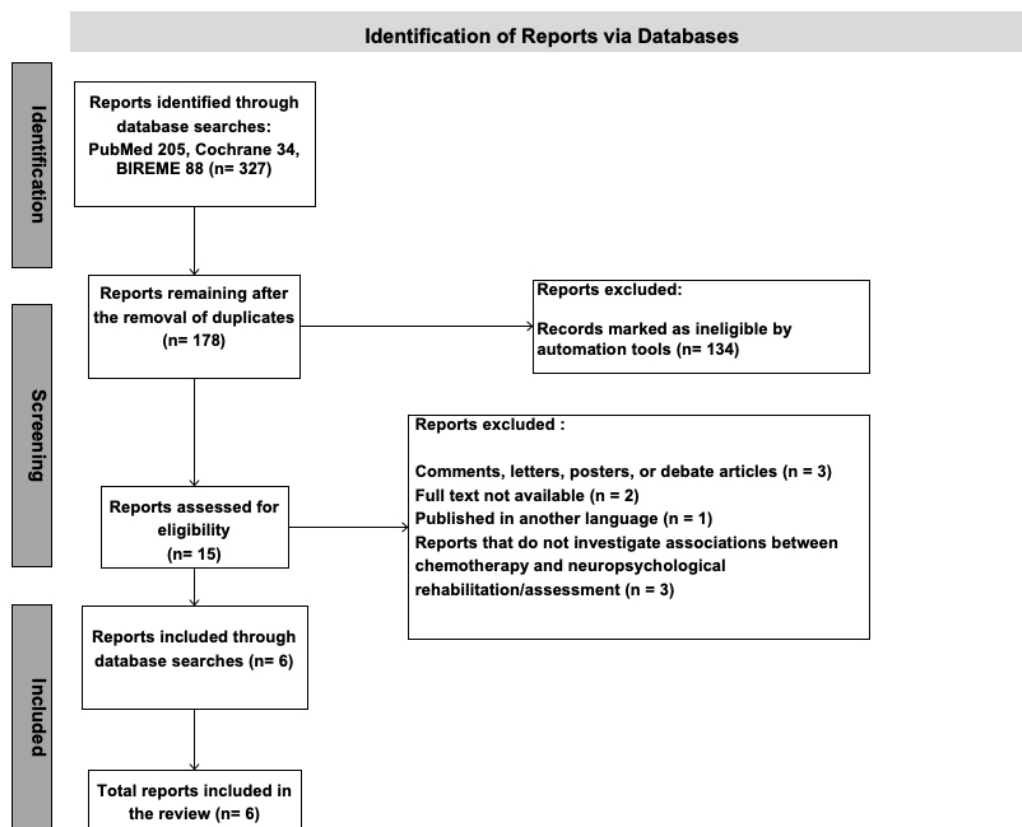 Identification of Reports via Databases
Identification
Reports identified through
database searches:
PubMed 205, Cochrane 34,
BIREME 88 (n= 327)
Reports remaining after
the removal of duplicates
(n= 178)
Reports excluded:
Records marked as ineligible by
automation tools (n= 134)
Screening
Reports excluded :
Comments, letters, posters, or debate articles (n = 3)
Full text not available (n = 2)
Published in another language (n = 1)
Reports that do not investigate associations between
chemotherapy and neuropsychological
rehabilitation/assessment (n = 3)
Reports assessed for
eligibility
(n= 15)
Included
Reports included through
database searches (n= 6)
Total reports included in
the review (n= 6)